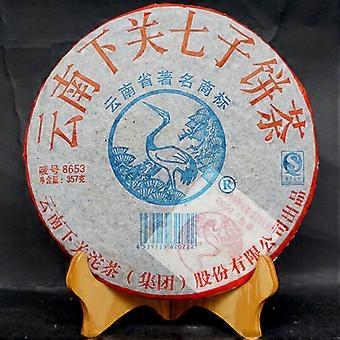 云南下关七子饼茶
云南省著名商标
®
唛号 8653
净含量:357克
云南下关沱茶(集团)股份有限公司出品